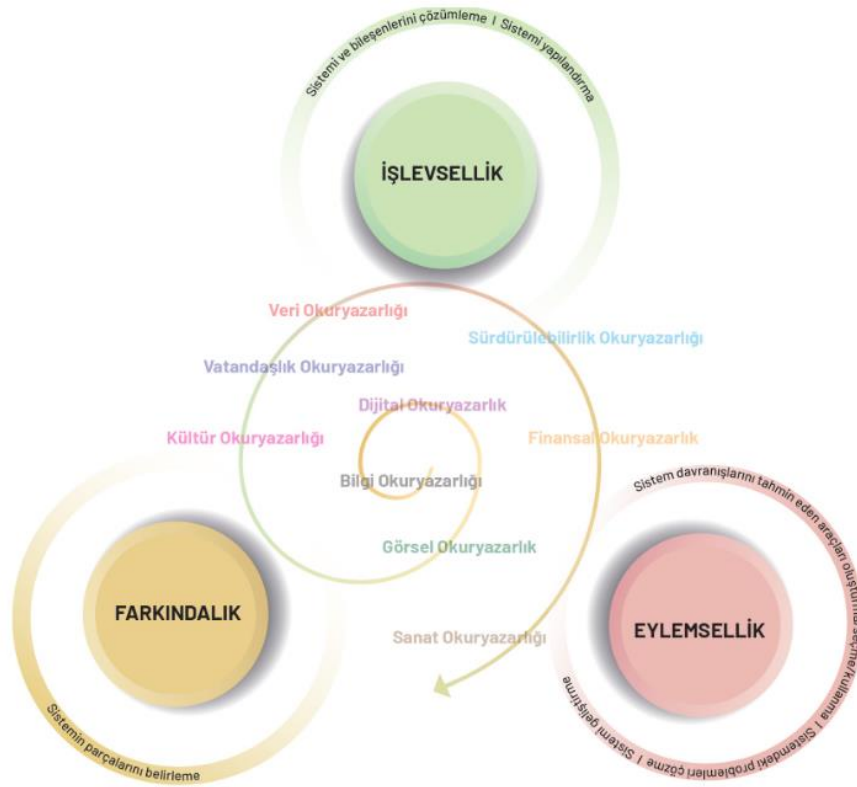 Sistemi ve bileşenlerini çözümleme I Sistemi yapılandırma
İŞLEVSELLİK
Veri Okuryazarlığı
Sürdürülebilirlik Okuryazarlığı
Vatandaşlık Okuryazarlığı
Dijital Okuryazarlık
Kültür Okuryazarlığı
Finansal Okuryazarlık
Bilgi Okuryazarlığı
Görsel Okuryazarlık
Sanat Okuryazarlığı
FARKINDALIK
Sistemin parçalarını belirleme
EYLEMSELLİK
Sistem davranışlarını tahmin eden araçları oluşturma/seçme/kullanma I Sistemdeki problemleri çözme I Sistemi geliştirme